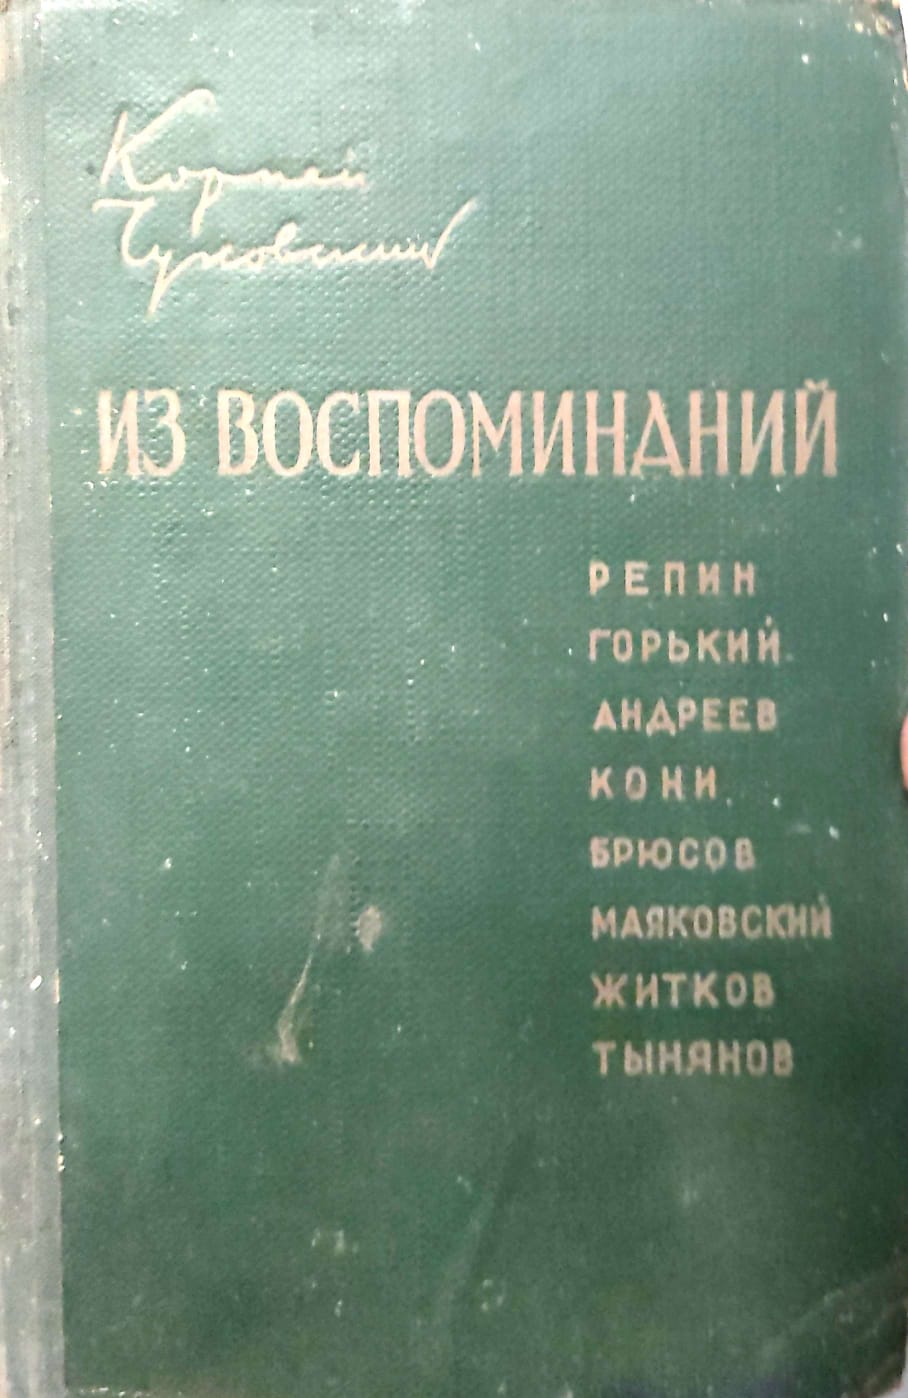 Корней
Чуковский
ИЗ ВОСПОМИНАНИЙ
РЕПИН
ГОРЬКИЙ
АНДРЕЕВ
КОНИ
БРЮСОВ
МАЯКОВСКИЙ
ЖИТКОВ
ТЫНЯНОВ